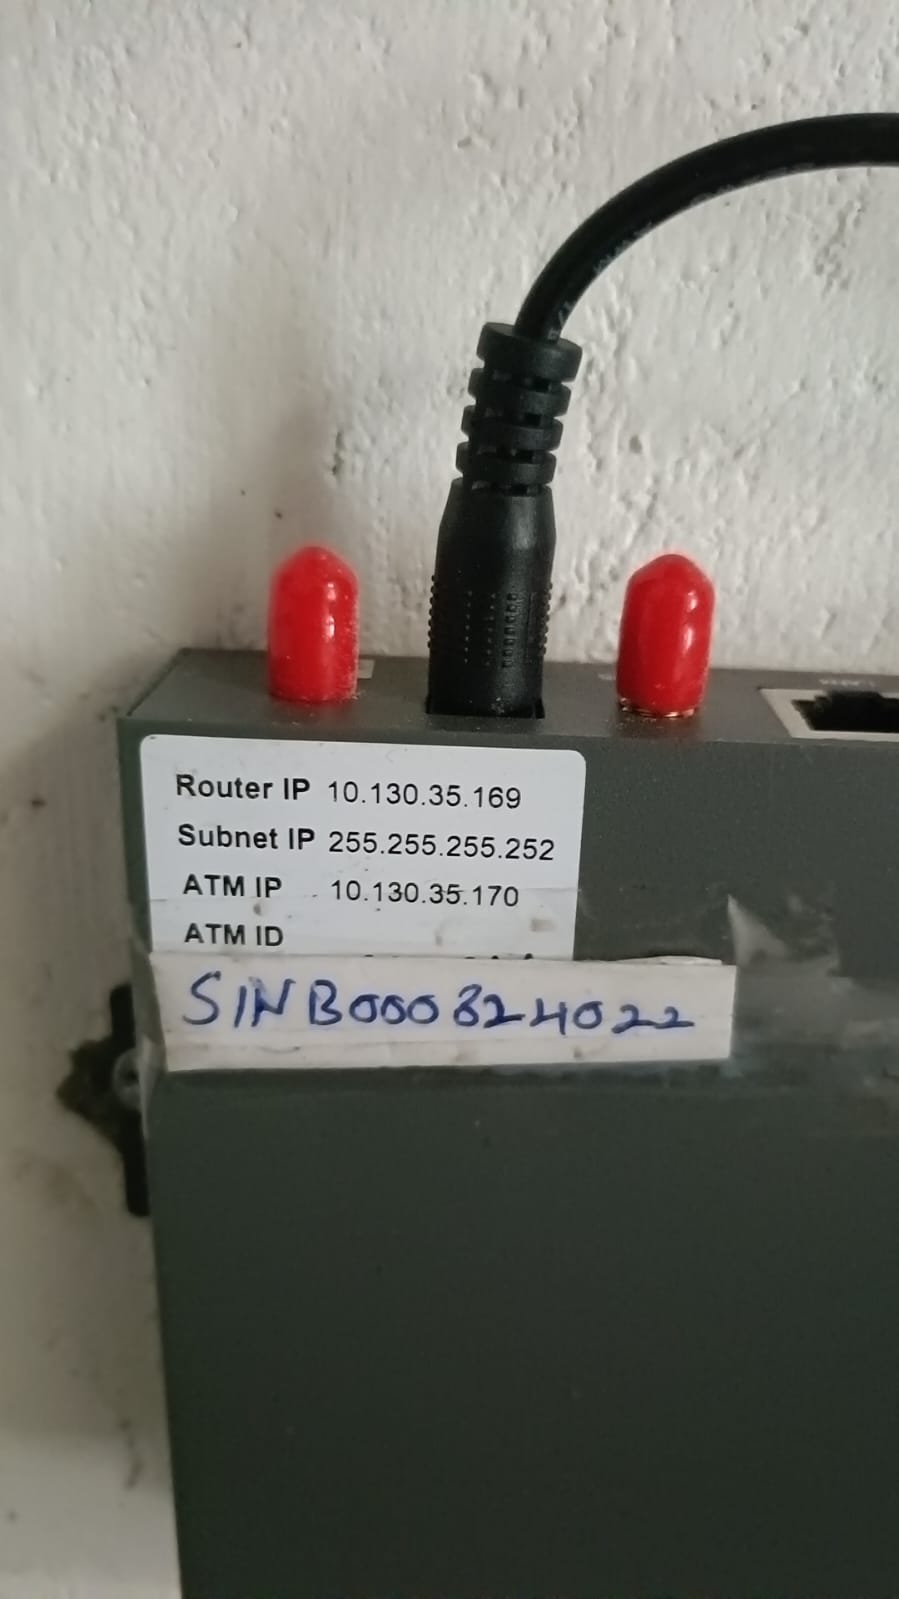 Router IP 10.130.35.169
Subnet IP 255.255.255.252
ATM IP 10.130.35.170
ATM ID
SINB000824022